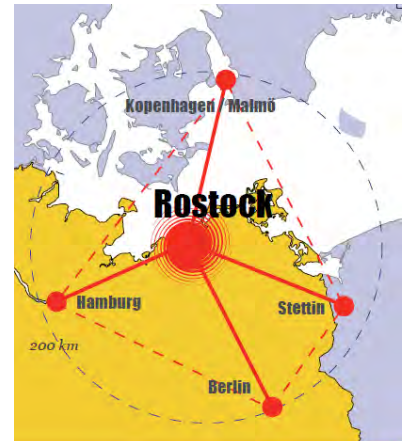 Kopenhagen / Malmö
Rostock
Hamburg
Stettin
200 km
Berlin